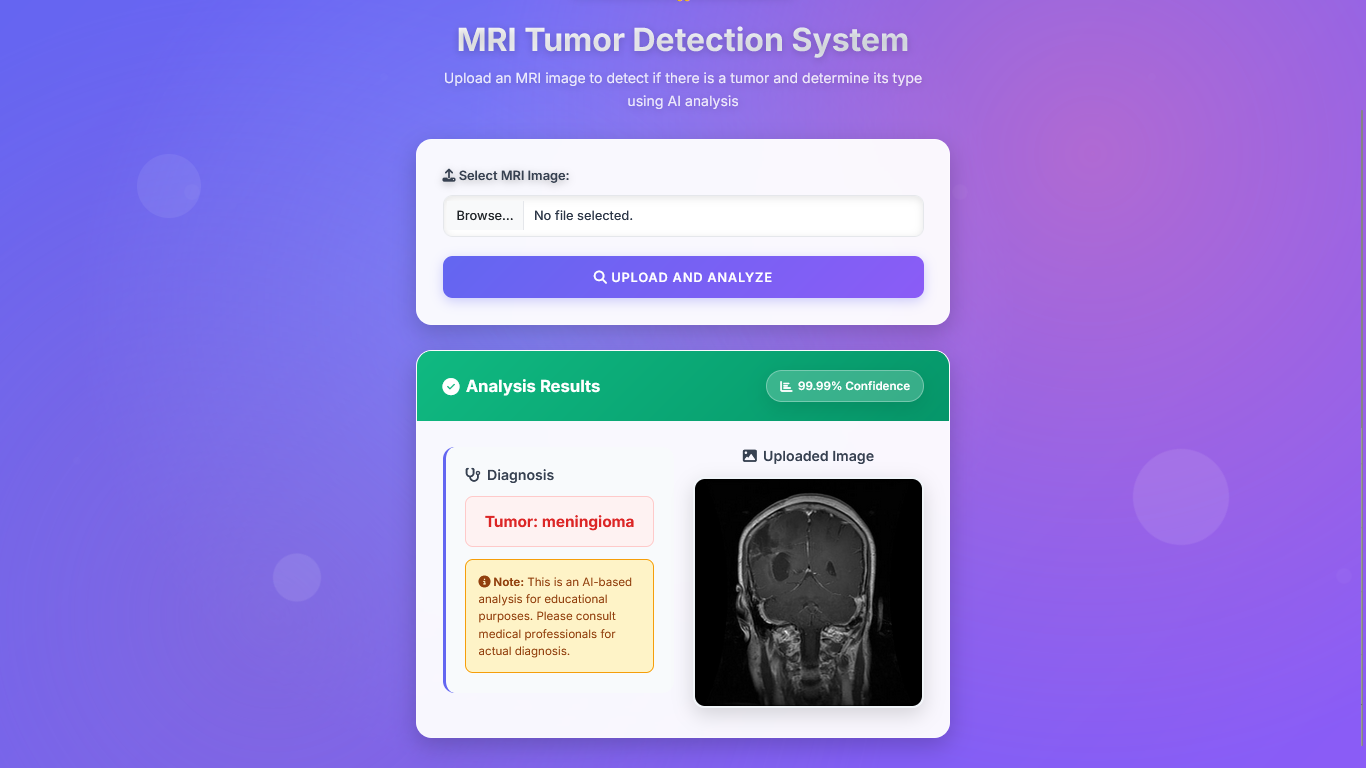 MRI Tumor Detection System
Upload an MRI image to detect if there is a tumor and determine its type
using AI analysis
Select MRI Image:
Browse... No file selected.
UPLOAD AND ANALYZE
Analysis Results
99.99% Confidence
Diagnosis
Tumor: meningioma
Note: This is an AI-based
analysis for educational
purposes. Please consult
medical professionals for
actual diagnosis.
Uploaded Image